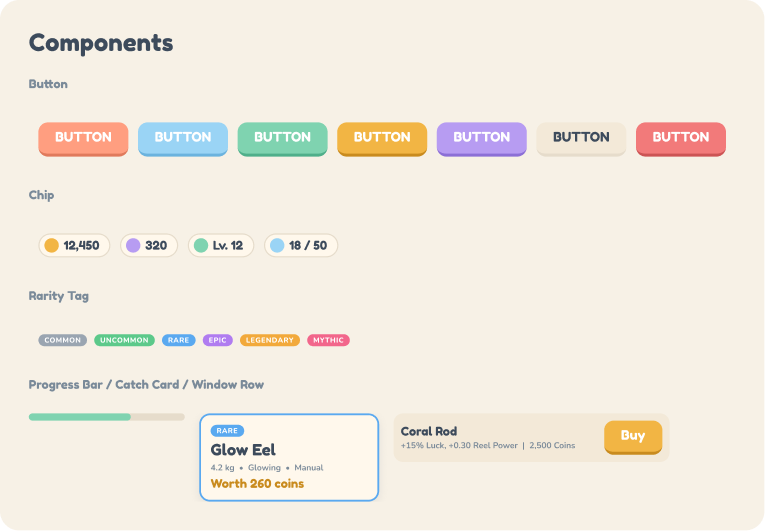 Components
Button
BUTTON BUTTON BUTTON BUTTON BUTTON BUTTON BUTTON
Chip
12,450 320 Lv. 12 18 / 50
Rarity Tag
COMMON UNCOMMON RARE EPIC LEGENDARY MYTHIC
Progress Bar / Catch Card / Window Row
RARE
Glow Eel
4.2 kg • Glowing • Manual
Worth 260 coins
Coral Rod
+15% Luck, +0.30 Reel Power | 2,500 Coins
Buy